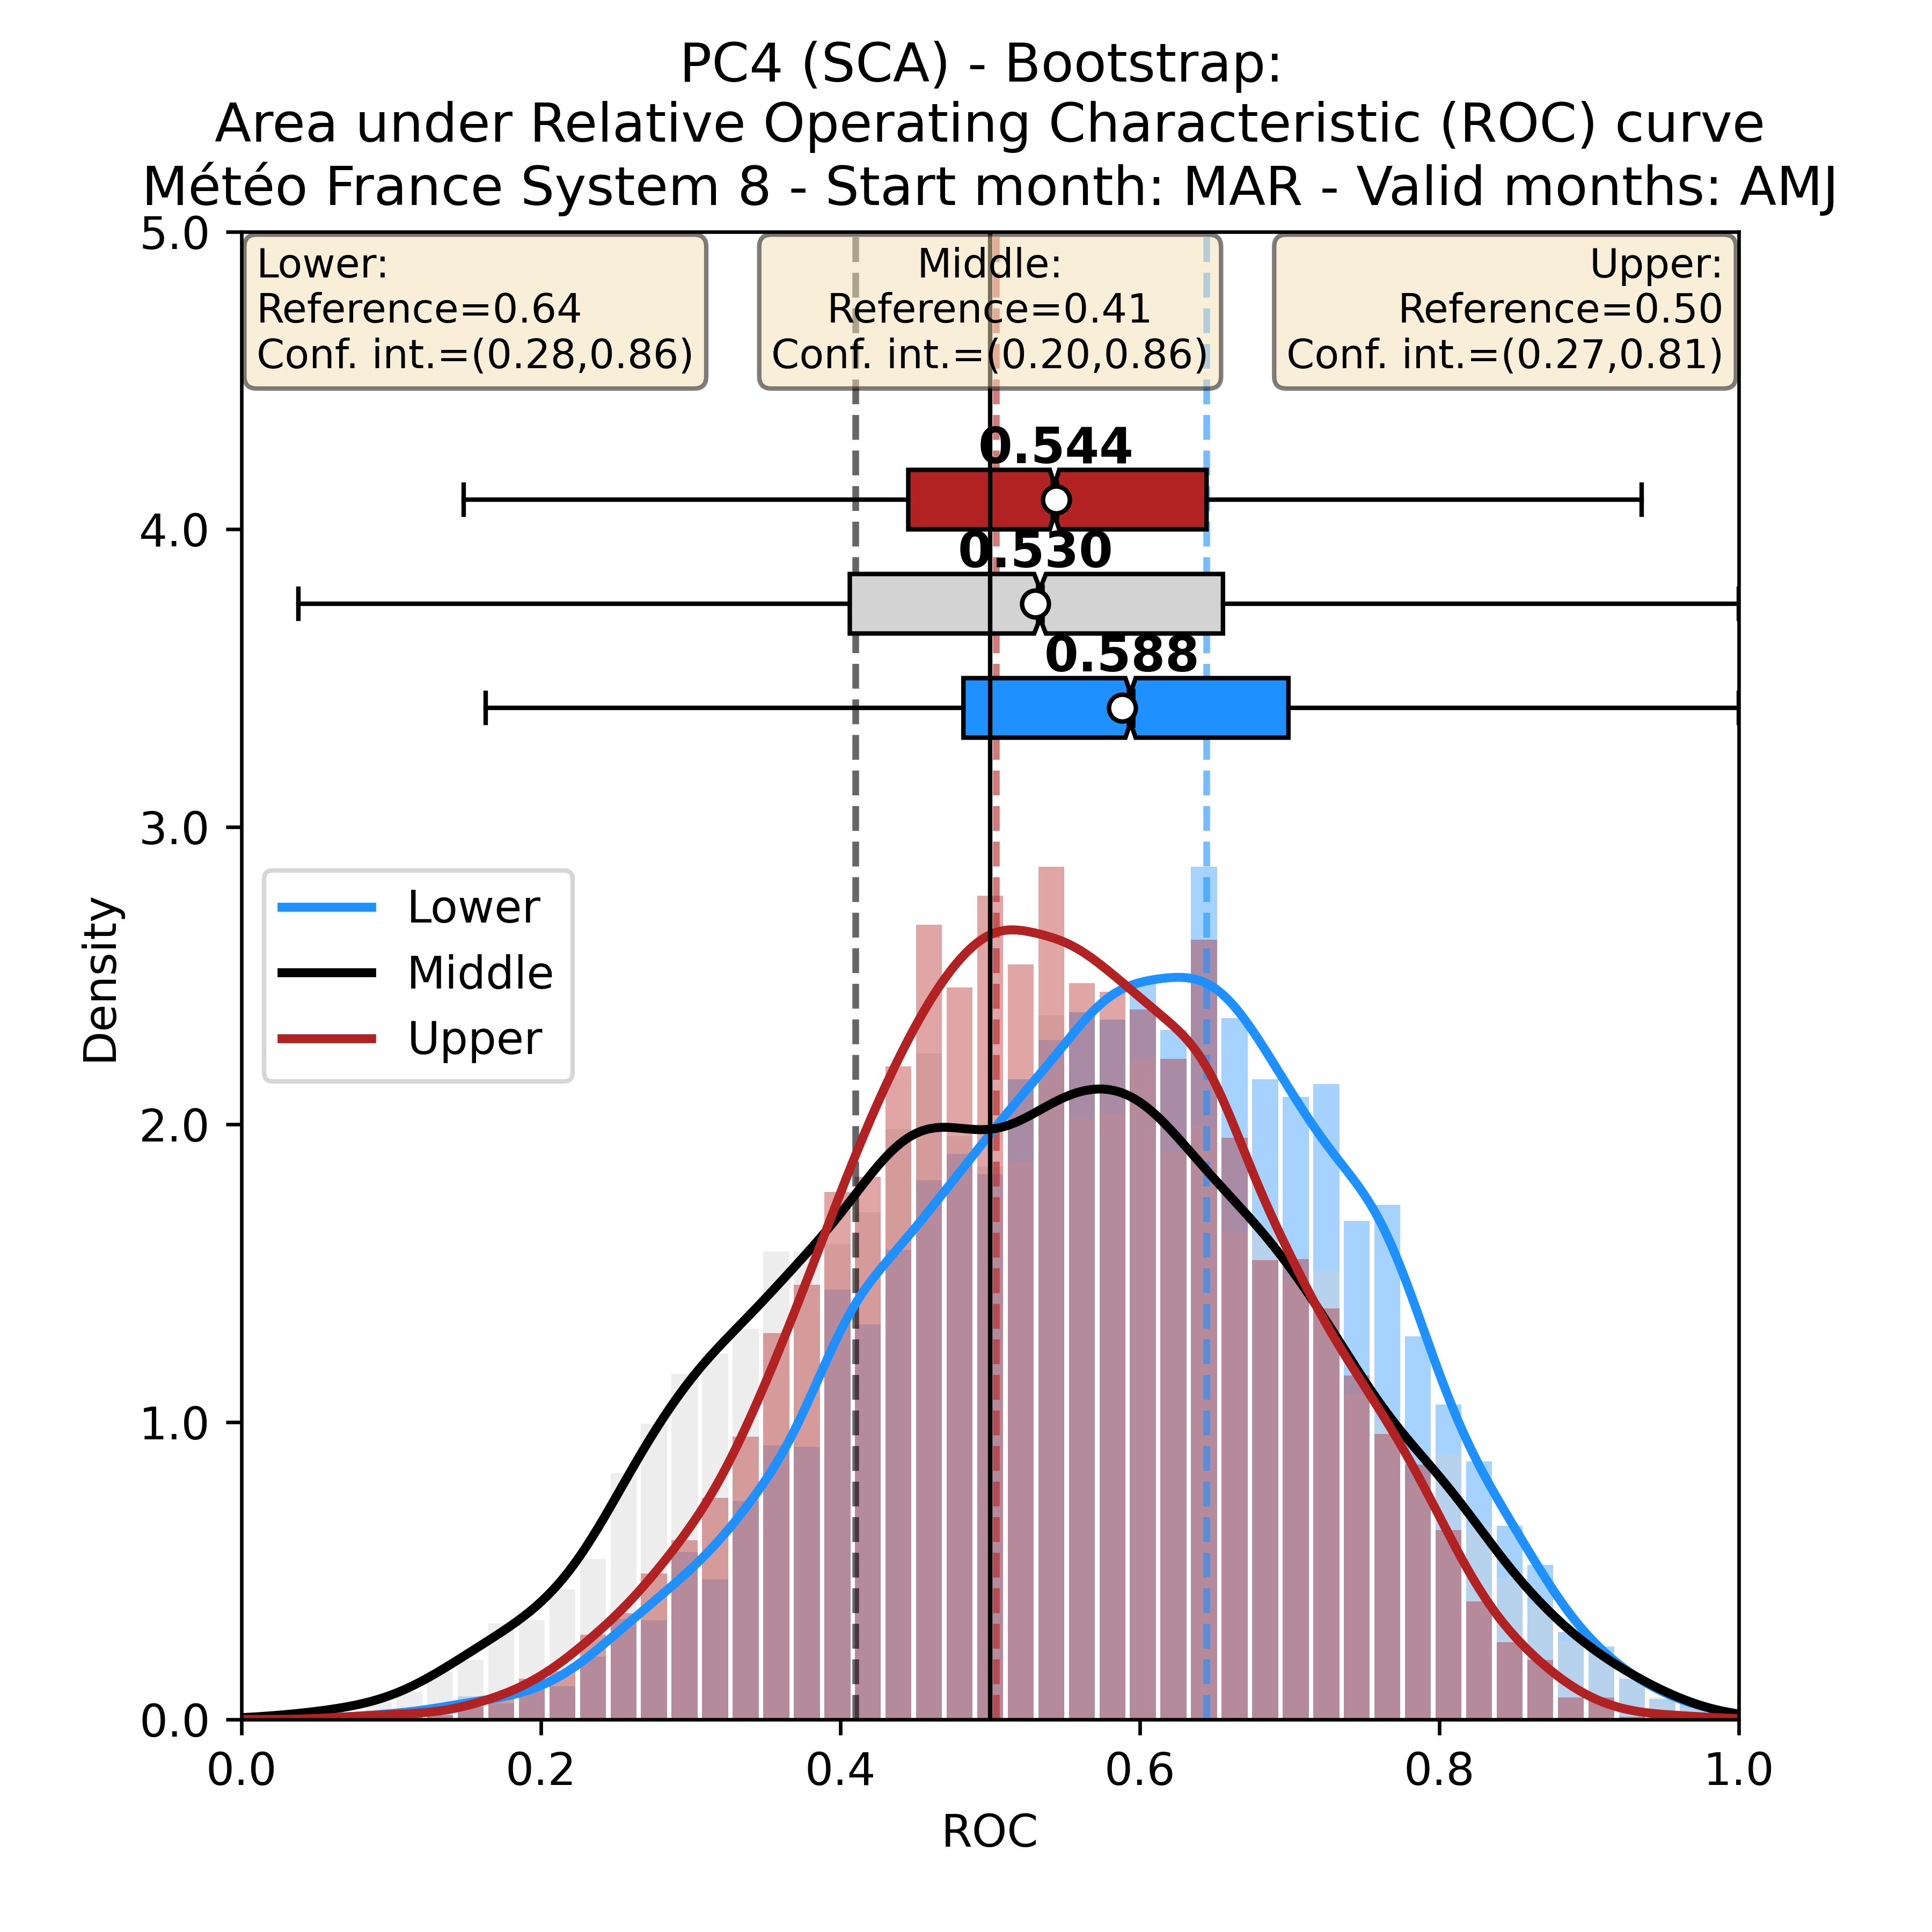 PC4 (SCA) - Bootstrap:
Area under Relative Operating Characteristic (ROC) curve
Météo France System 8 - Start month: MAR - Valid months: AMJ
5.0
Lower:
Reference=0.64
Conf. int.=(0.28,0.86)
Middle:
Reference=0.41
Conf. int.=(0.20,0.86)
Upper:
Reference=0.50
Conf. int.=(0.27,0.81)
0.544
4.0
0.530
0.588
3.0
Lower
Middle
Upper
Density
2.0
1.0
0.0
0.0 0.2 0.4 0.6 0.8 1.0
ROC